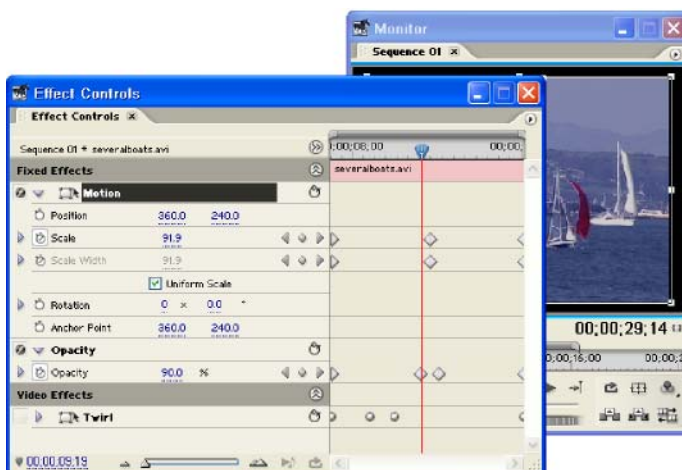 Monitor
Sequence 01
Effect Controls
Effect Controls
Sequence 01 * severalboats.avi
;00;08;00 00;00;
Fixed Effects
severalboats.avi
Motion
Position 360.0 240.0
Scale 91.9
Scale Width 91.9
Uniform Scale
Rotation 0 x 0.0 °
Anchor Point 360.0 240.0
Opacity
Opacity 90.0 %
Video Effects
Twirl
00;00;09;19
00;00;29;14
0;00;16;00 00;00;2